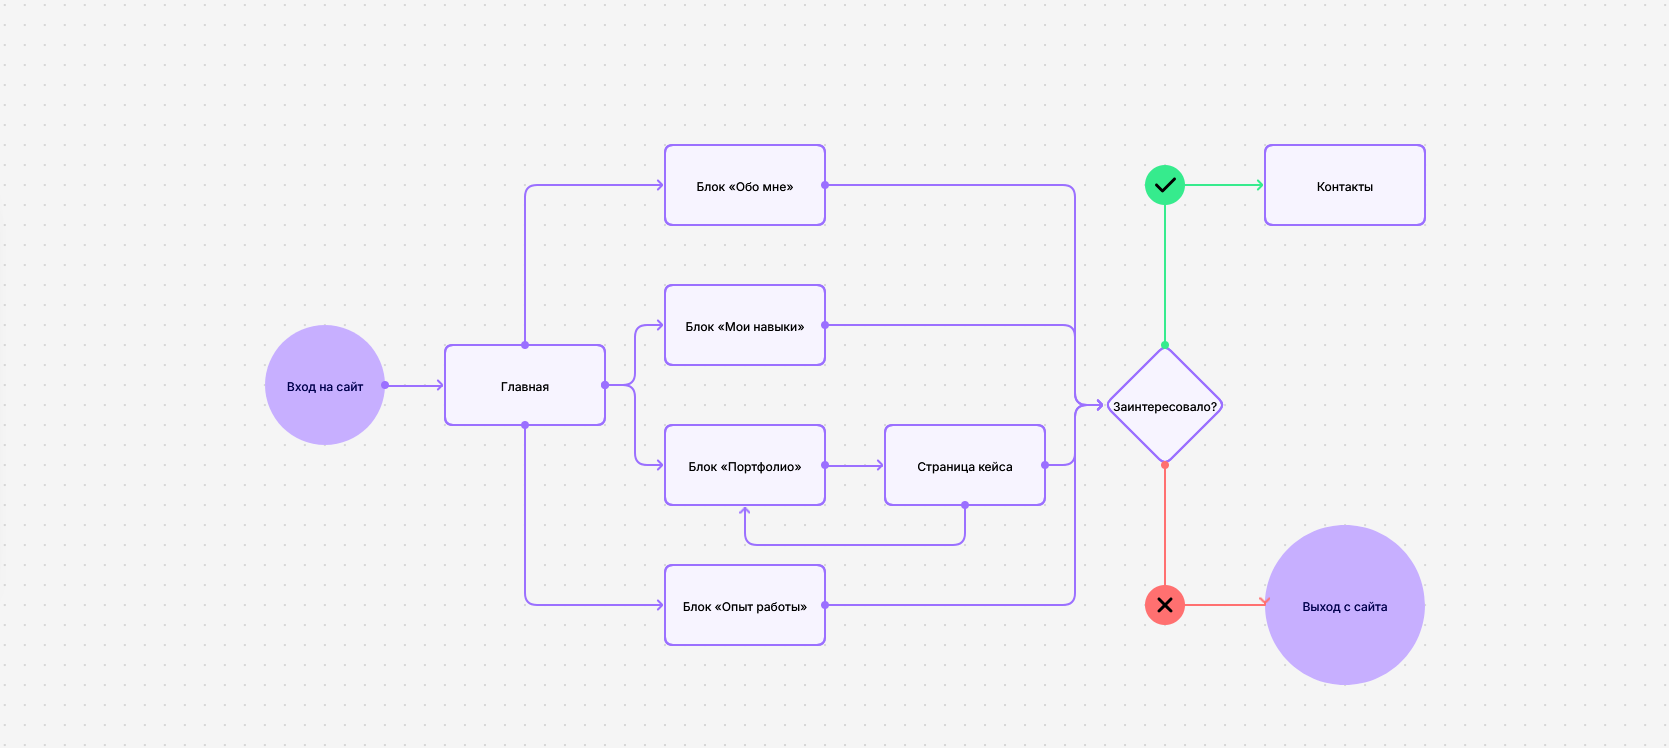 Вход на сайт
Главная
Блок «Обо мне»
Блок «Мои навыки»
Блок «Портфолио»
Страница кейса
Блок «Опыт работы»
Заинтересовало?
Контакты
Выход с сайта